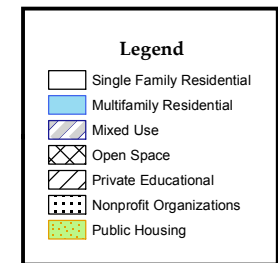 Legend
Single Family Residential
Multifamily Residential
Mixed Use
Open Space
Private Educational
Nonprofit Organizations
Public Housing